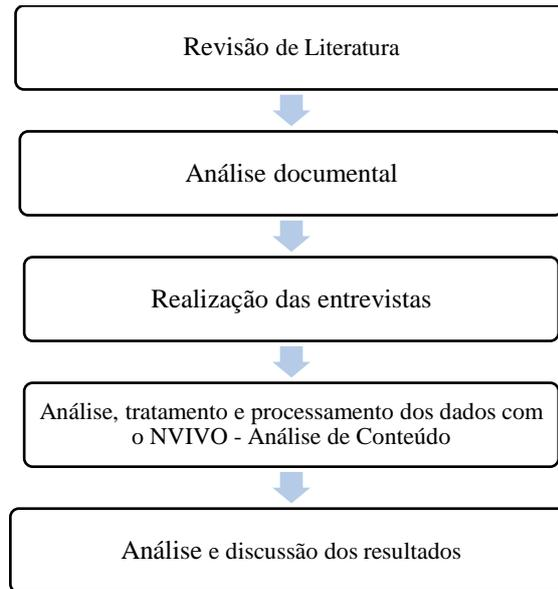 Revisão de Literatura
Análise documental
Realização das entrevistas
Análise, tratamento e processamento dos dados com
o NVIVO - Análise de Conteúdo
Análise e discussão dos resultados